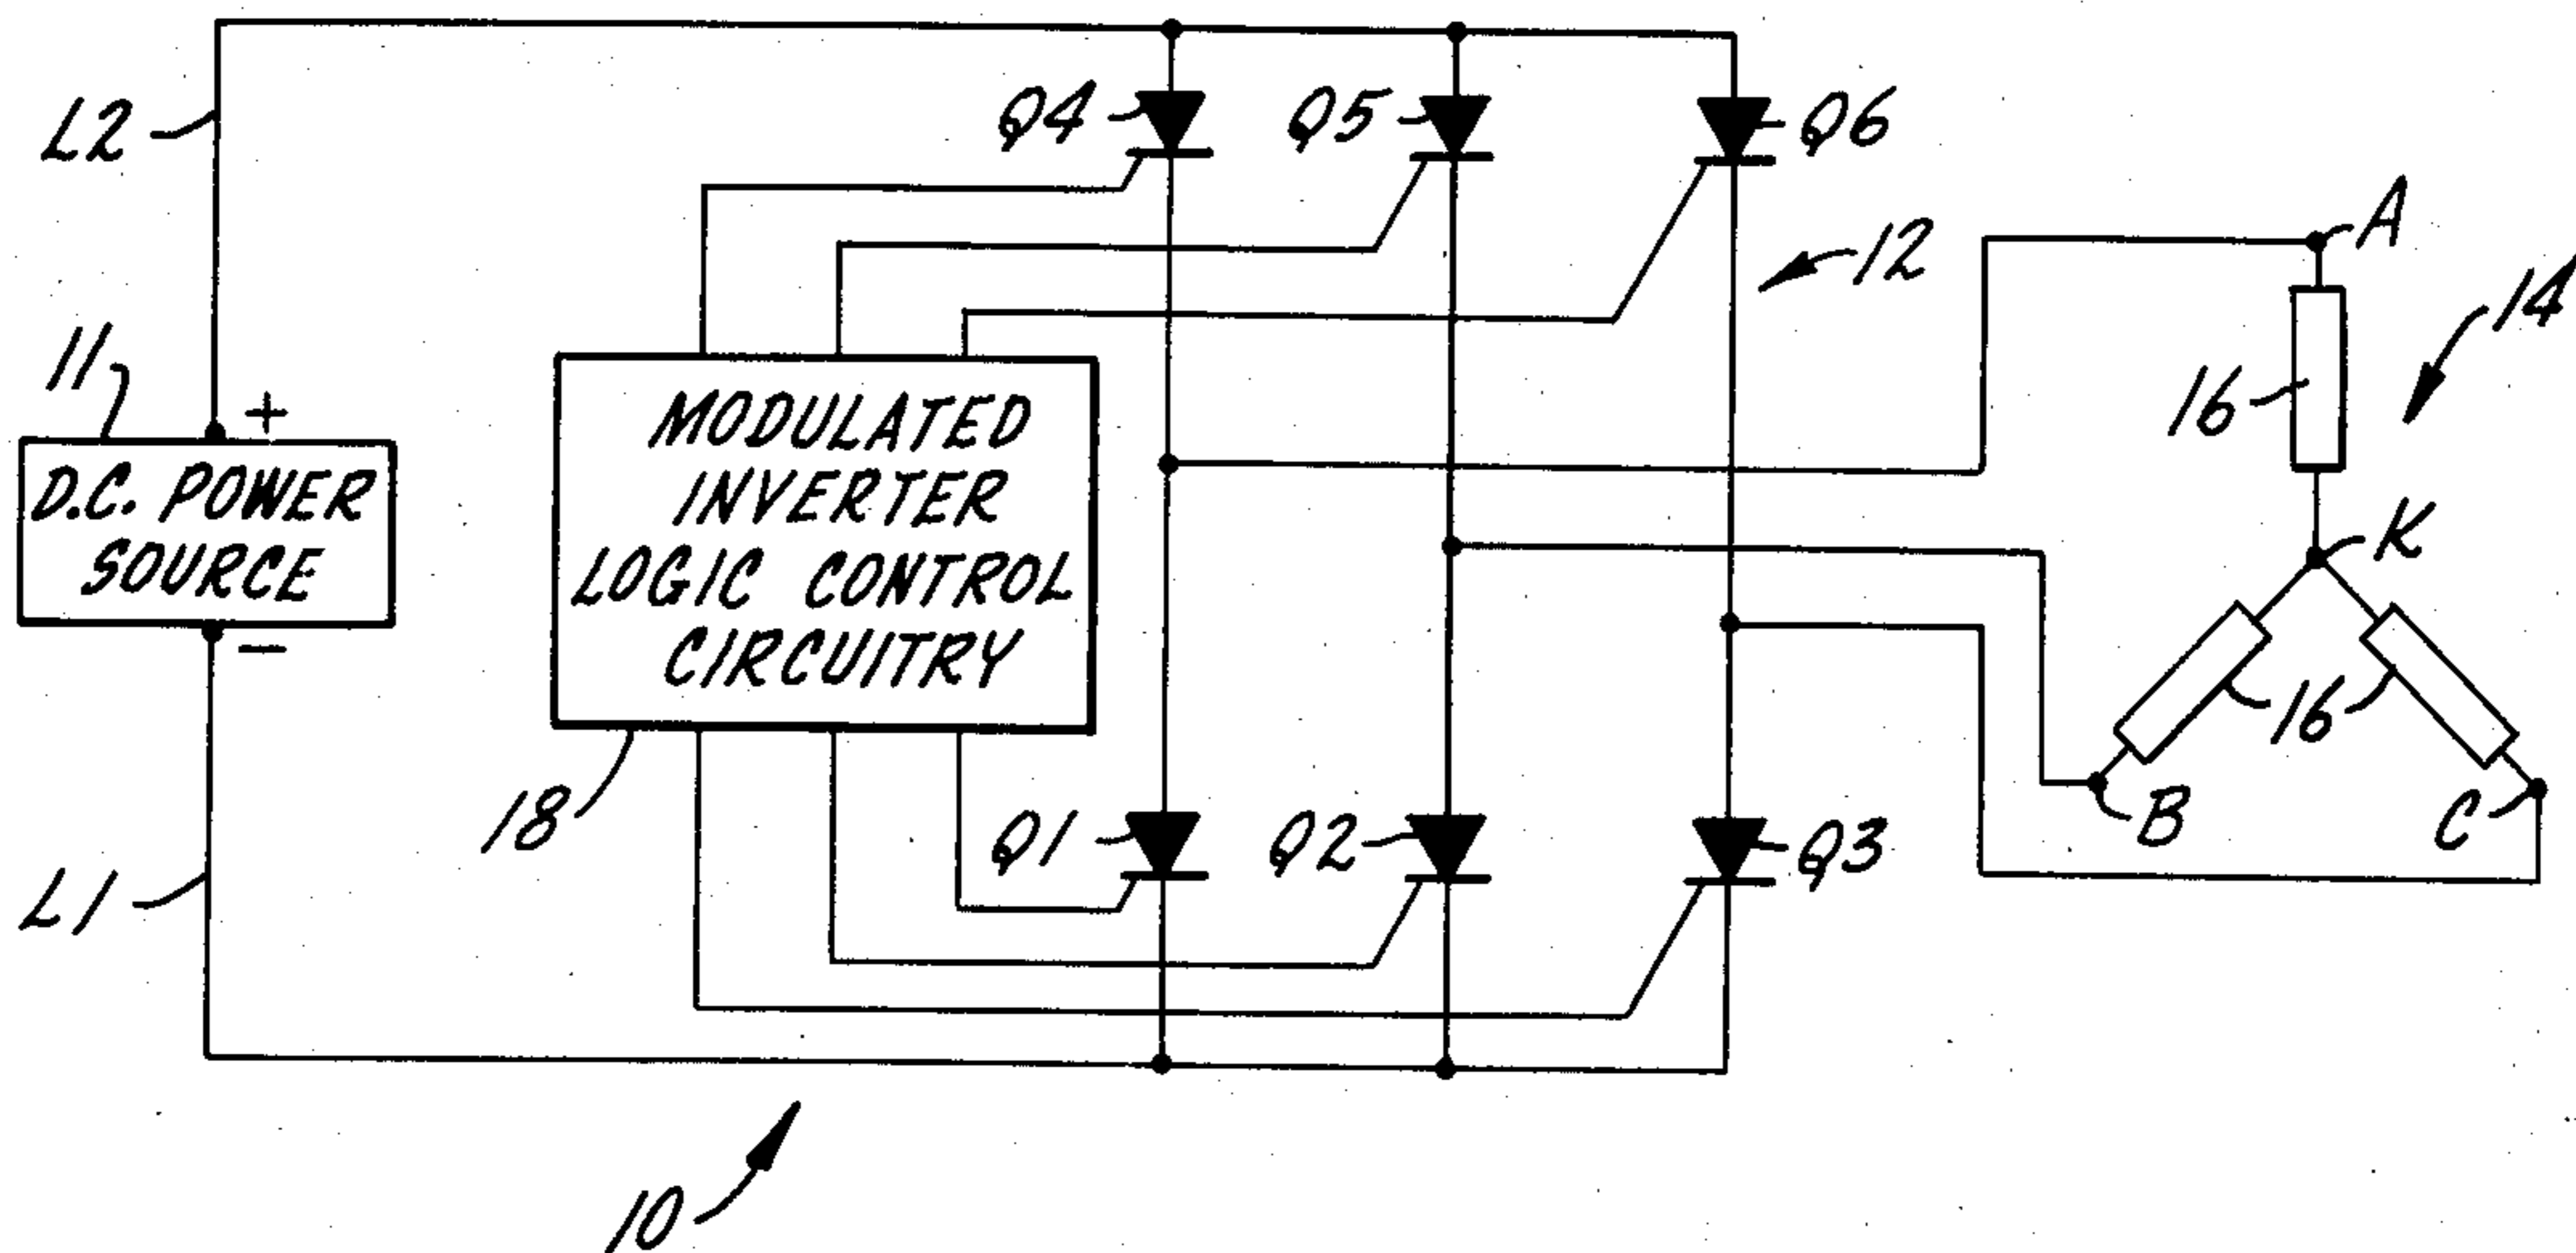 L2
Q4
Q5
Q6
12
A
14
11
+
D.C. POWER
SOURCE
−
MODULATED
INVERTER
LOGIC CONTROL
CIRCUITRY
16
K
16
B
C
18
Q1
Q2
Q3
L1
10